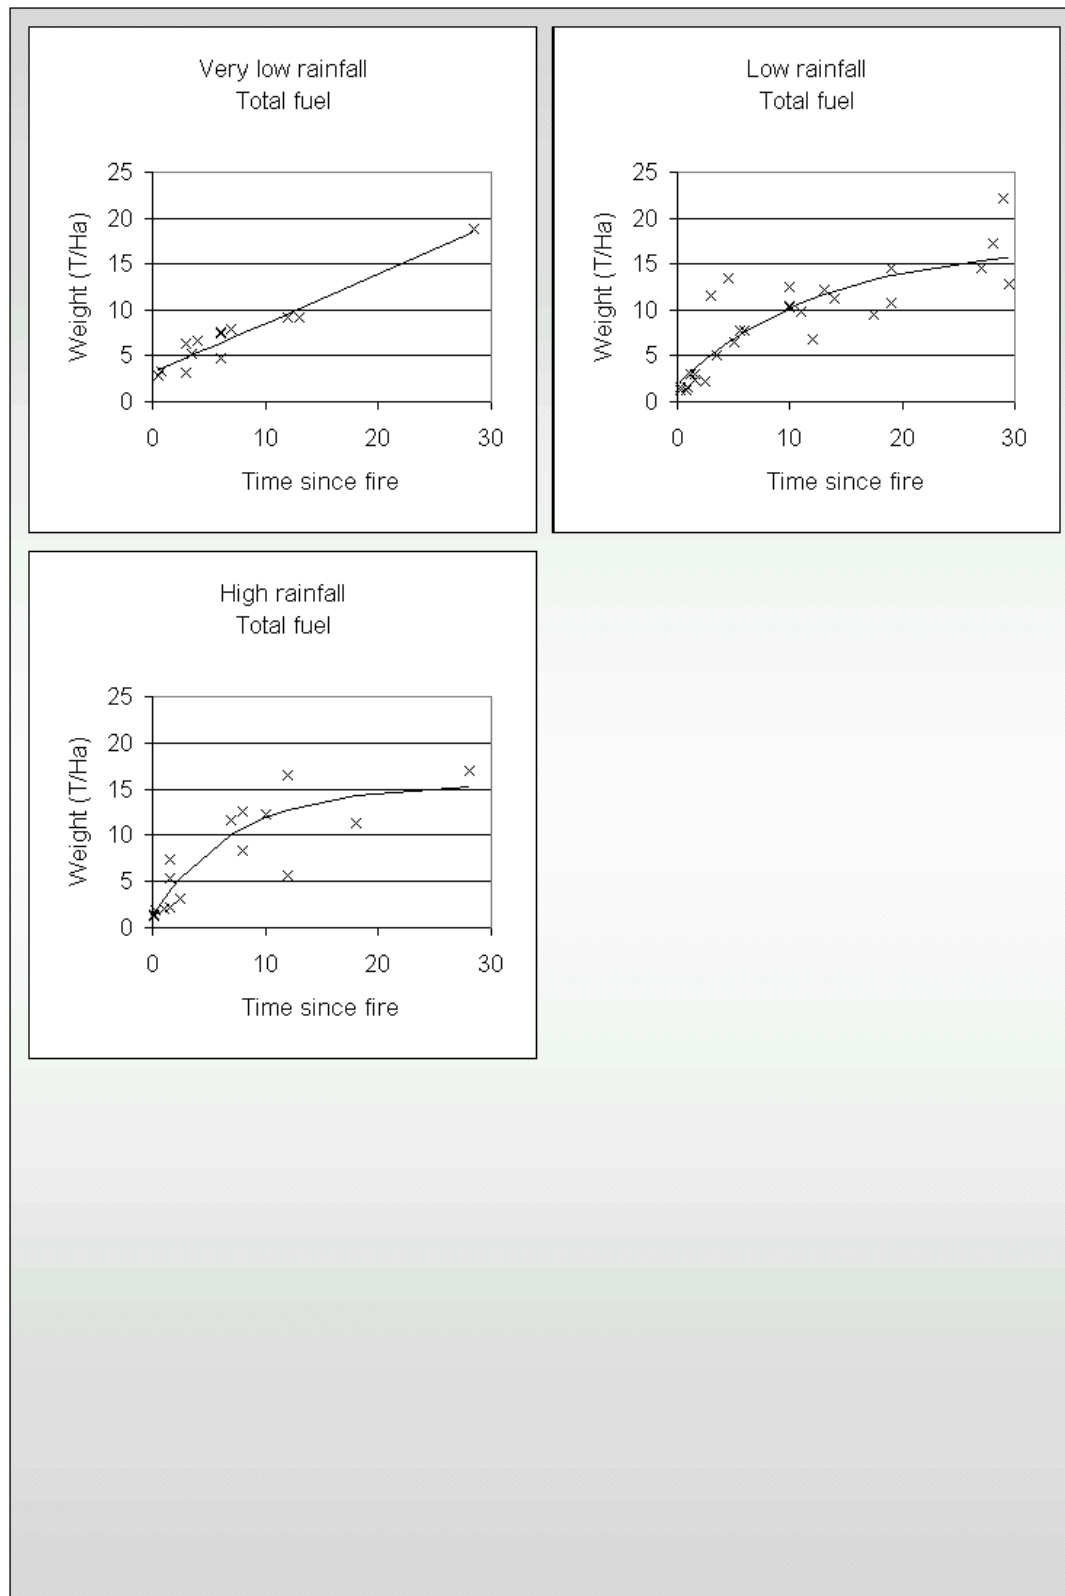 Very low rainfall
Total fuel
25
20
15
10
5
0
Weight (T/Ha)
0 10 20 30
Time since fire
Low rainfall
Total fuel
25
20
15
10
5
0
Weight (T/Ha)
0 10 20 30
Time since fire
High rainfall
Total fuel
25
20
15
10
5
0
Weight (T/Ha)
0 10 20 30
Time since fire